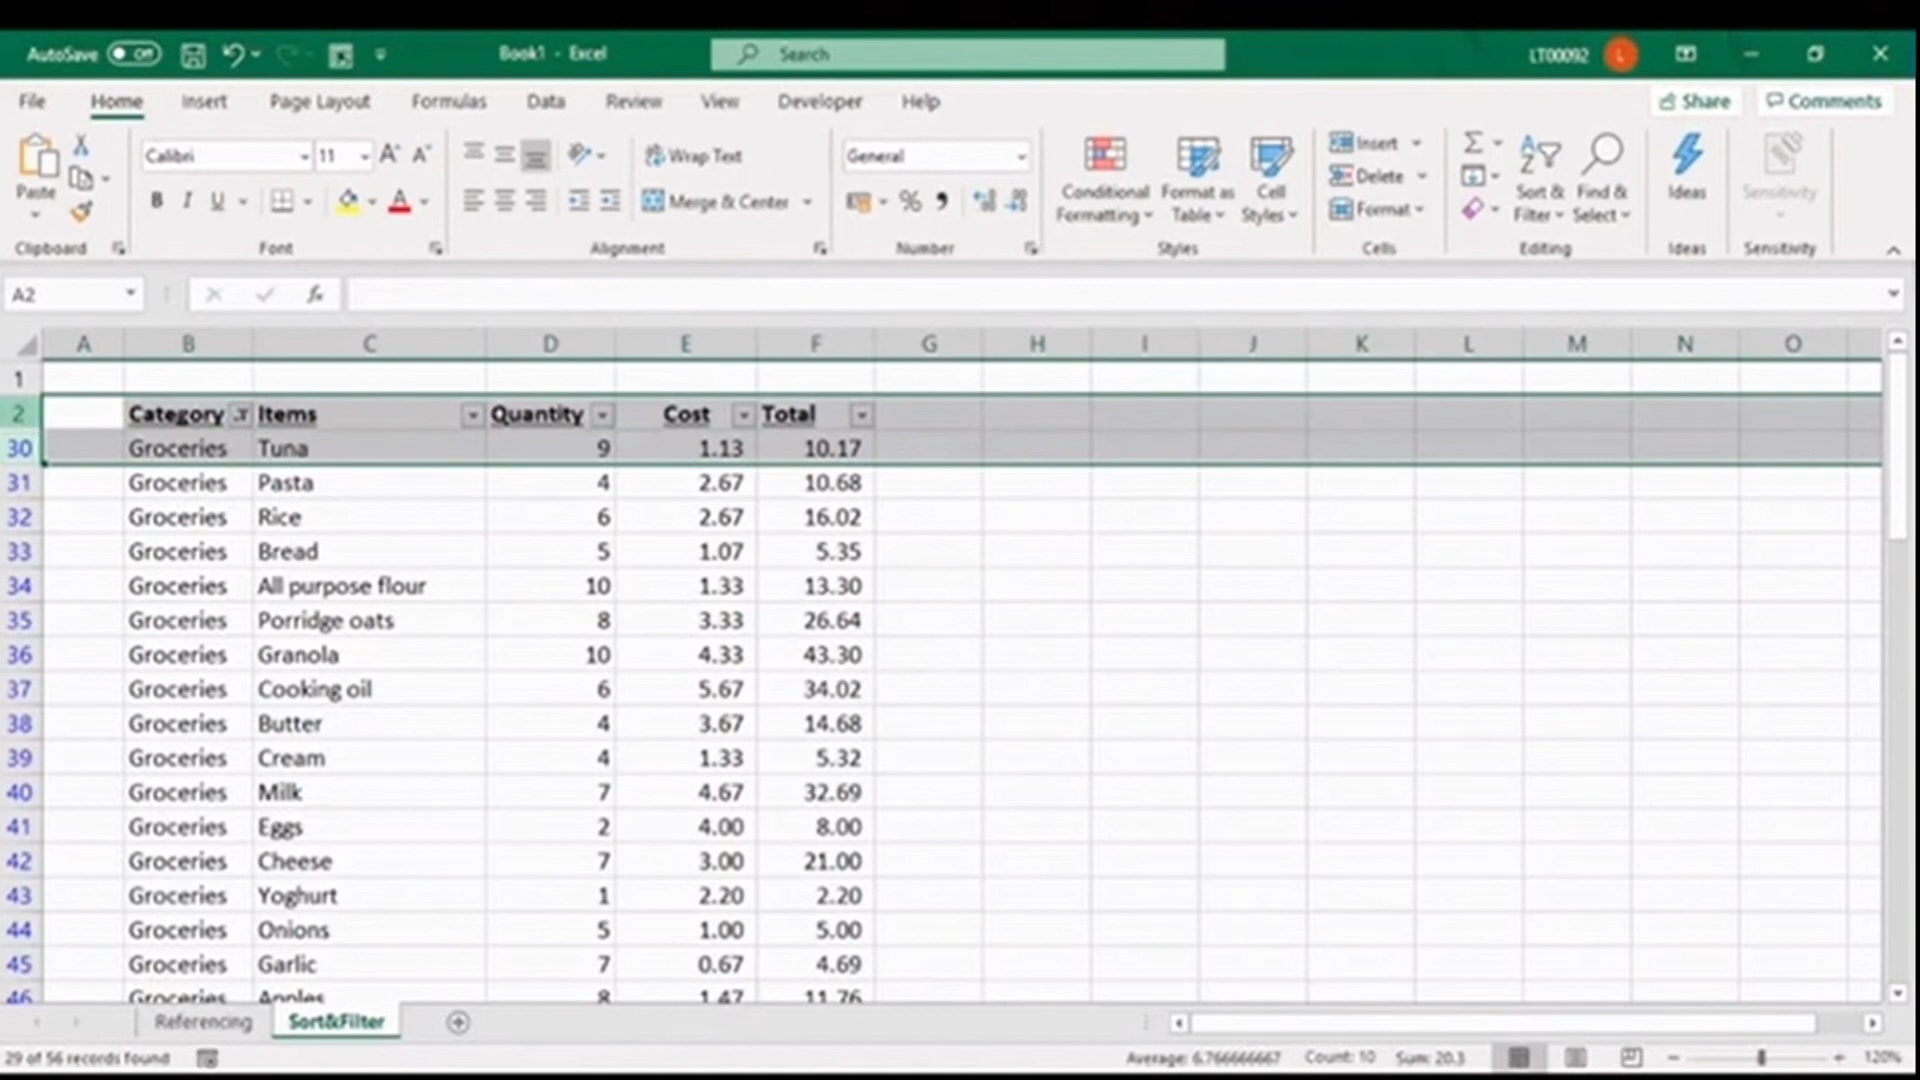 AutoSave Off Book1 - Excel Search LT00092 L
File Home Insert Page Layout Formulas Data Review View Developer Help Share Comments
Paste Calibri 11 Wrap Text General Conditional Formatting Format as Table Cell Styles Insert Delete Format Sort & Filter Find & Select Ideas Sensitivity
B I U A Merge & Center %
Clipboard Font Alignment Number Styles Cells Editing Ideas Sensitivity
A2 fx
A B C D E F G H I J K L M N O
1
2 Category Items Quantity Cost Total
30 Groceries Tuna 9 1.13 10.17
31 Groceries Pasta 4 2.67 10.68
32 Groceries Rice 6 2.67 16.02
33 Groceries Bread 5 1.07 5.35
34 Groceries All purpose flour 10 1.33 13.30
35 Groceries Porridge oats 8 3.33 26.64
36 Groceries Granola 10 4.33 43.30
37 Groceries Cooking oil 6 5.67 34.02
38 Groceries Butter 4 3.67 14.68
39 Groceries Cream 4 1.33 5.32
40 Groceries Milk 7 4.67 32.69
41 Groceries Eggs 2 4.00 8.00
42 Groceries Cheese 7 3.00 21.00
43 Groceries Yoghurt 1 2.20 2.20
44 Groceries Onions 5 1.00 5.00
45 Groceries Garlic 7 0.67 4.69
46 Groceries Apples 8 1.47 11.76
Referencing Sort&Filter
29 of 56 records found Average: 6.766666667 Count: 10 Sum: 20.3 120%